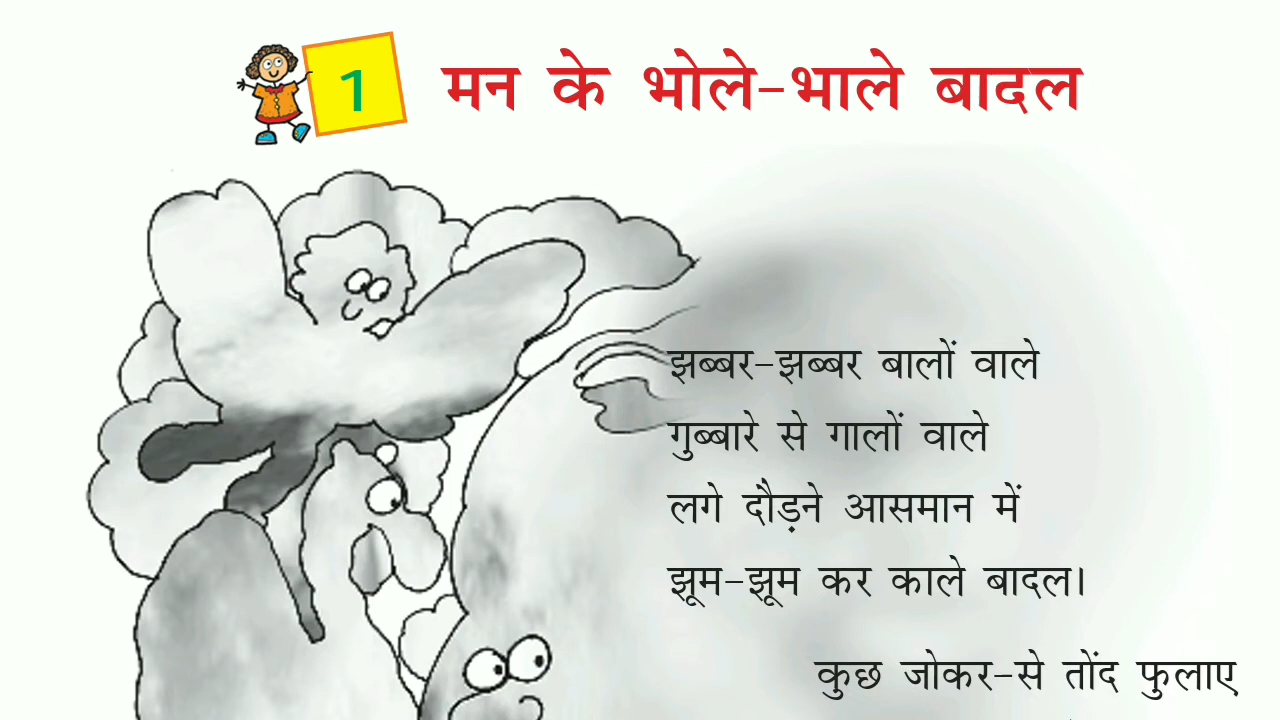 1 मन के भोले-भाले बादल
झब्बर-झब्बर बालों वाले
गुब्बारे से गालों वाले
लगे दौड़ने आसमान में
झूम-झूम कर काले बादल।
कुछ जोकर-से तोंद फुलाए